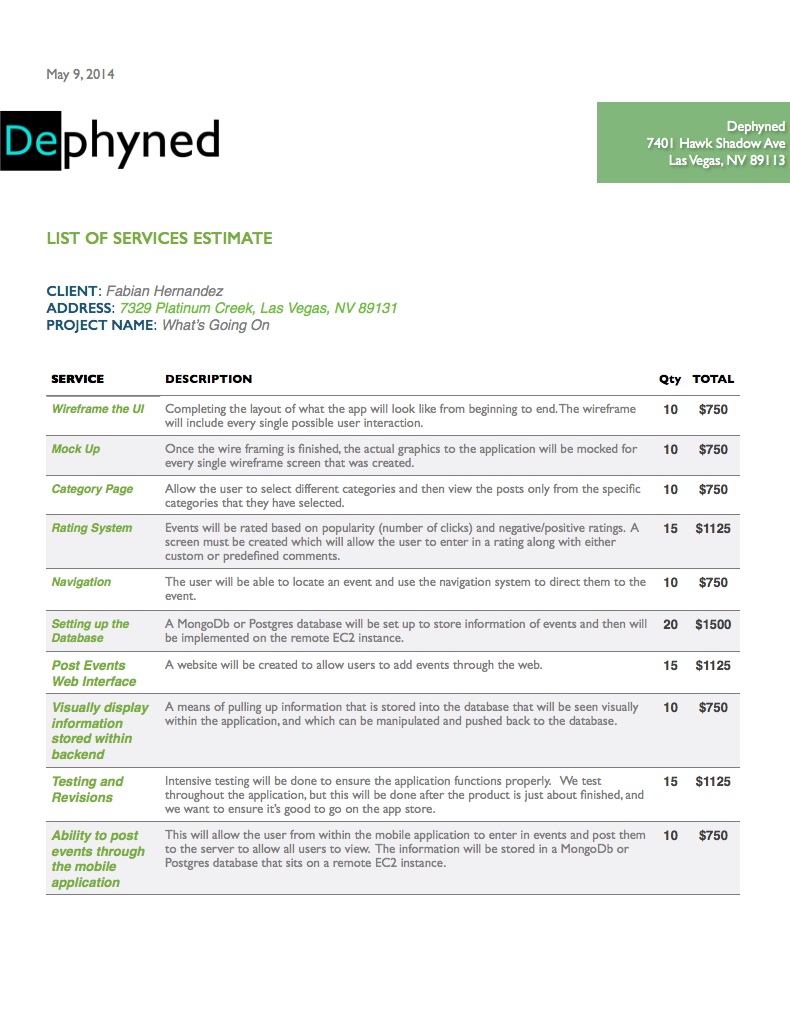 May 9, 2014
Dephyned
Dephyned
7401 Hawk Shadow Ave
Las Vegas, NV 89113
LIST OF SERVICES ESTIMATE
CLIENT: Fabian Hernandez
ADDRESS: 7329 Platinum Creek, Las Vegas, NV 89131
PROJECT NAME: What's Going On
SERVICE DESCRIPTION Qty TOTAL
Wireframe the UI Completing the layout of what the app will look like from beginning to end. The wireframe 10 $750
will include every single possible user interaction.
Mock Up Once the wire framing is finished, the actual graphics to the application will be mocked for 10 $750
every single wireframe screen that was created.
Category Page Allow the user to select different categories and then view the posts only from the specific 10 $750
categories that they have selected.
Rating System Events will be rated based on popularity (number of clicks) and negative/positive ratings. A 15 $1125
screen must be created which will allow the user to enter in a rating along with either
custom or predefined comments.
Navigation The user will be able to locate an event and use the navigation system to direct them to the 10 $750
event.
Setting up the A MongoDb or Postgres database will be set up to store information of events and then will 20 $1500
Database be implemented on the remote EC2 instance.
Post Events A website will be created to allow users to add events through the web. 15 $1125
Web Interface
Visually display A means of pulling up information that is stored into the database that will be seen visually 10 $750
information within the application, and which can be manipulated and pushed back to the database.
stored within
backend
Testing and Intensive testing will be done to ensure the application functions properly. We test 15 $1125
Revisions throughout the application, but this will be done after the product is just about finished, and
we want to ensure it's good to go on the app store.
Ability to post This will allow the user from within the mobile application to enter in events and post them 10 $750
events through to the server to allow all users to view. The information will be stored in a MongoDb or
the mobile Postgres database that sits on a remote EC2 instance.
application